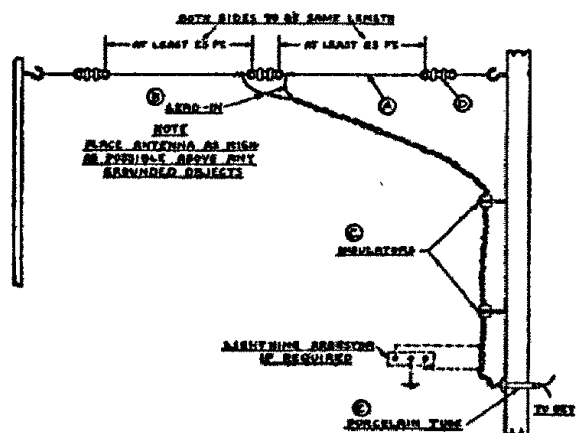 BOTH SIDES TO BE SAME LENGTH
AT LEAST 25 FT
AT LEAST 25 FT
B
LEAD-IN
A
D
NOTE
PLACE ANTENNA AS HIGH
AS POSSIBLE ABOVE ANY
GROUNDED OBJECTS
C
INSULATORS
LIGHTNING ARRESTOR
IF REQUIRED
E
PORCELAIN TUBE
TO SET